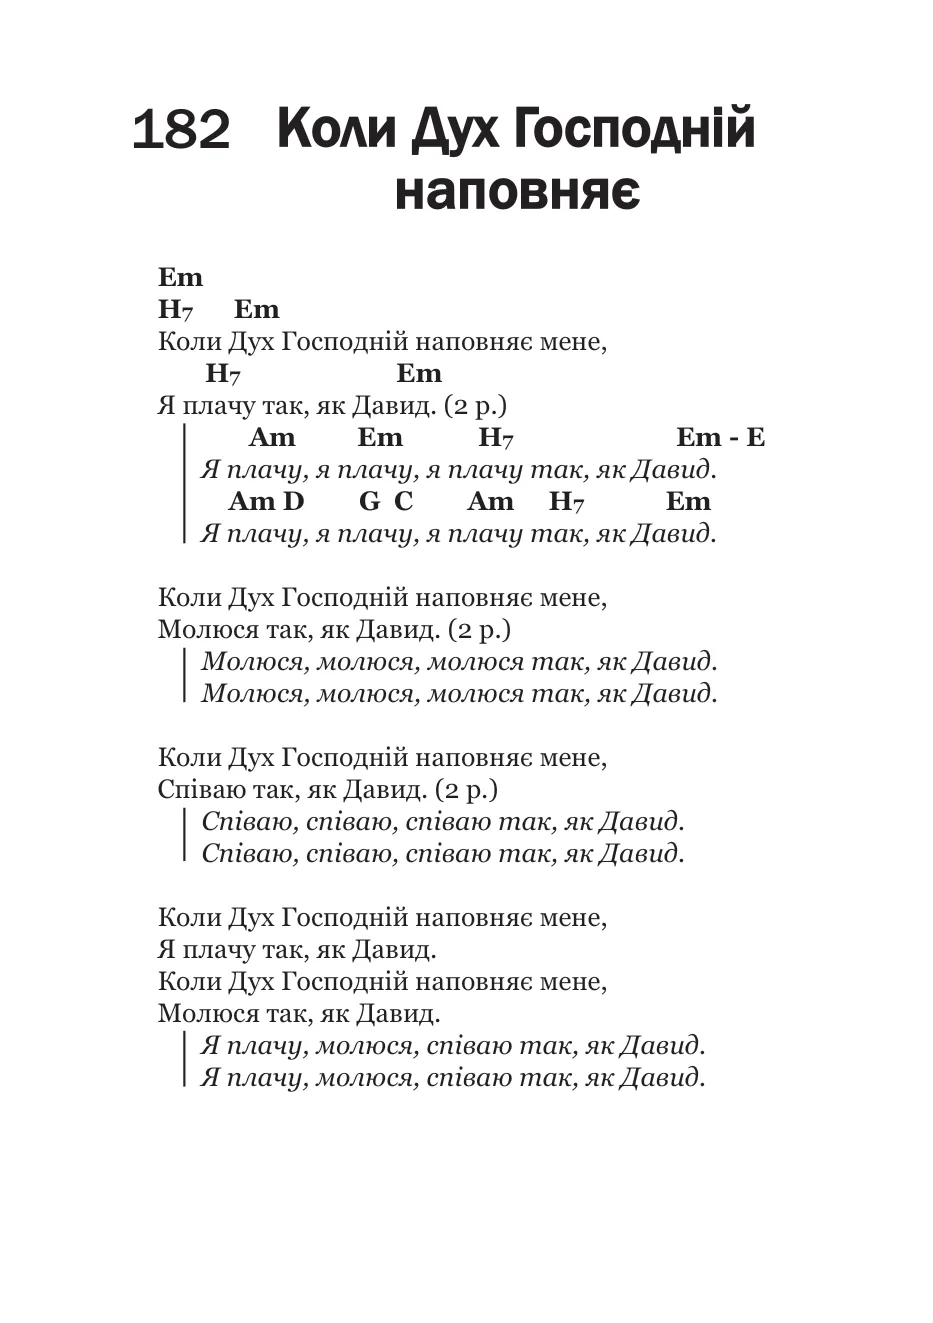 182 Коли Дух Господній
наповняє
Em
H7 Em
Коли Дух Господній наповняє мене,
H7 Em
Я плачу так, як Давид. (2 р.)
Am Em H7 Em - E
Я плачу, я плачу, я плачу так, як Давид.
Am D G C Am H7 Em
Я плачу, я плачу, я плачу так, як Давид.
Коли Дух Господній наповняє мене,
Молюся так, як Давид. (2 р.)
Молюся, молюся, молюся так, як Давид.
Молюся, молюся, молюся так, як Давид.
Коли Дух Господній наповняє мене,
Співаю так, як Давид. (2 р.)
Співаю, співаю, співаю так, як Давид.
Співаю, співаю, співаю так, як Давид.
Коли Дух Господній наповняє мене,
Я плачу так, як Давид.
Коли Дух Господній наповняє мене,
Молюся так, як Давид.
Я плачу, молюся, співаю так, як Давид.
Я плачу, молюся, співаю так, як Давид.